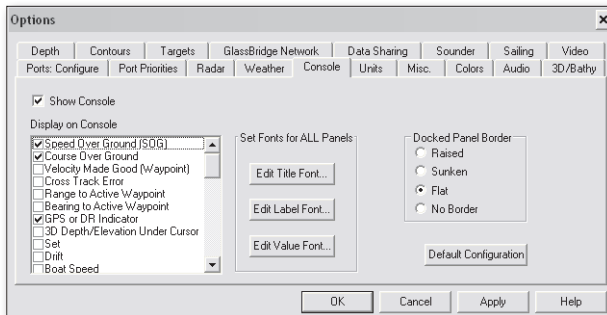 Options
Depth Contours Targets GlassBridge Network Data Sharing Sounder Sailing Video
Ports: Configure Port Priorities Radar Weather Console Units Misc. Colors Audio 3D/Bathy
Show Console
Display on Console
Speed Over Ground (SOG)
Course Over Ground
Velocity Made Good (Waypoint)
Cross Track Error
Range to Active Waypoint
Bearing to Active Waypoint
GPS or DR Indicator
3D Depth/Elevation Under Cursor
Set
Drift
Boat Speed
Set Fonts for ALL Panels
Edit Title Font...
Edit Label Font...
Edit Value Font...
Docked Panel Border
Raised
Sunken
Flat
No Border
Default Configuration
OK Cancel Apply Help